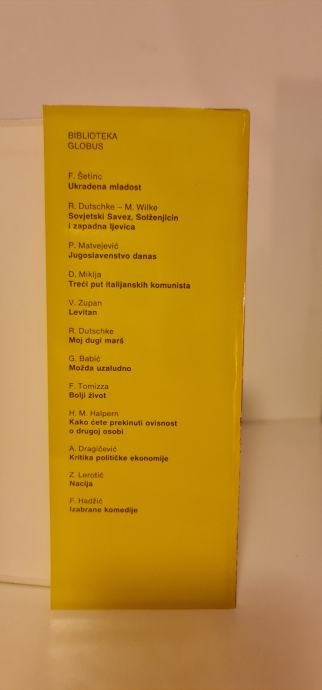 BIBLIOTEKA
GLOBUS
F. Šetinc
Ukradena mladost
R. Dutschke – M. Wilke
Sovjetski Savez, Solženjicin
i zapadna ljevica
P. Matvejević
Jugoslavenstvo danas
D. Miklja
Treći put italijanskih komunista
V. Zupan
Levitan
R. Dutschke
Moj dugi marš
G. Babić
Možda uzaludno
F. Tomizza
Bolji život
H. M. Halpern
Kako ćete prekinuti ovisnost
o drugoj osobi
A. Dragičević
Kritika političke ekonomije
Z. Lerotić
Nacija
F. Hadžić
Izabrane komedije